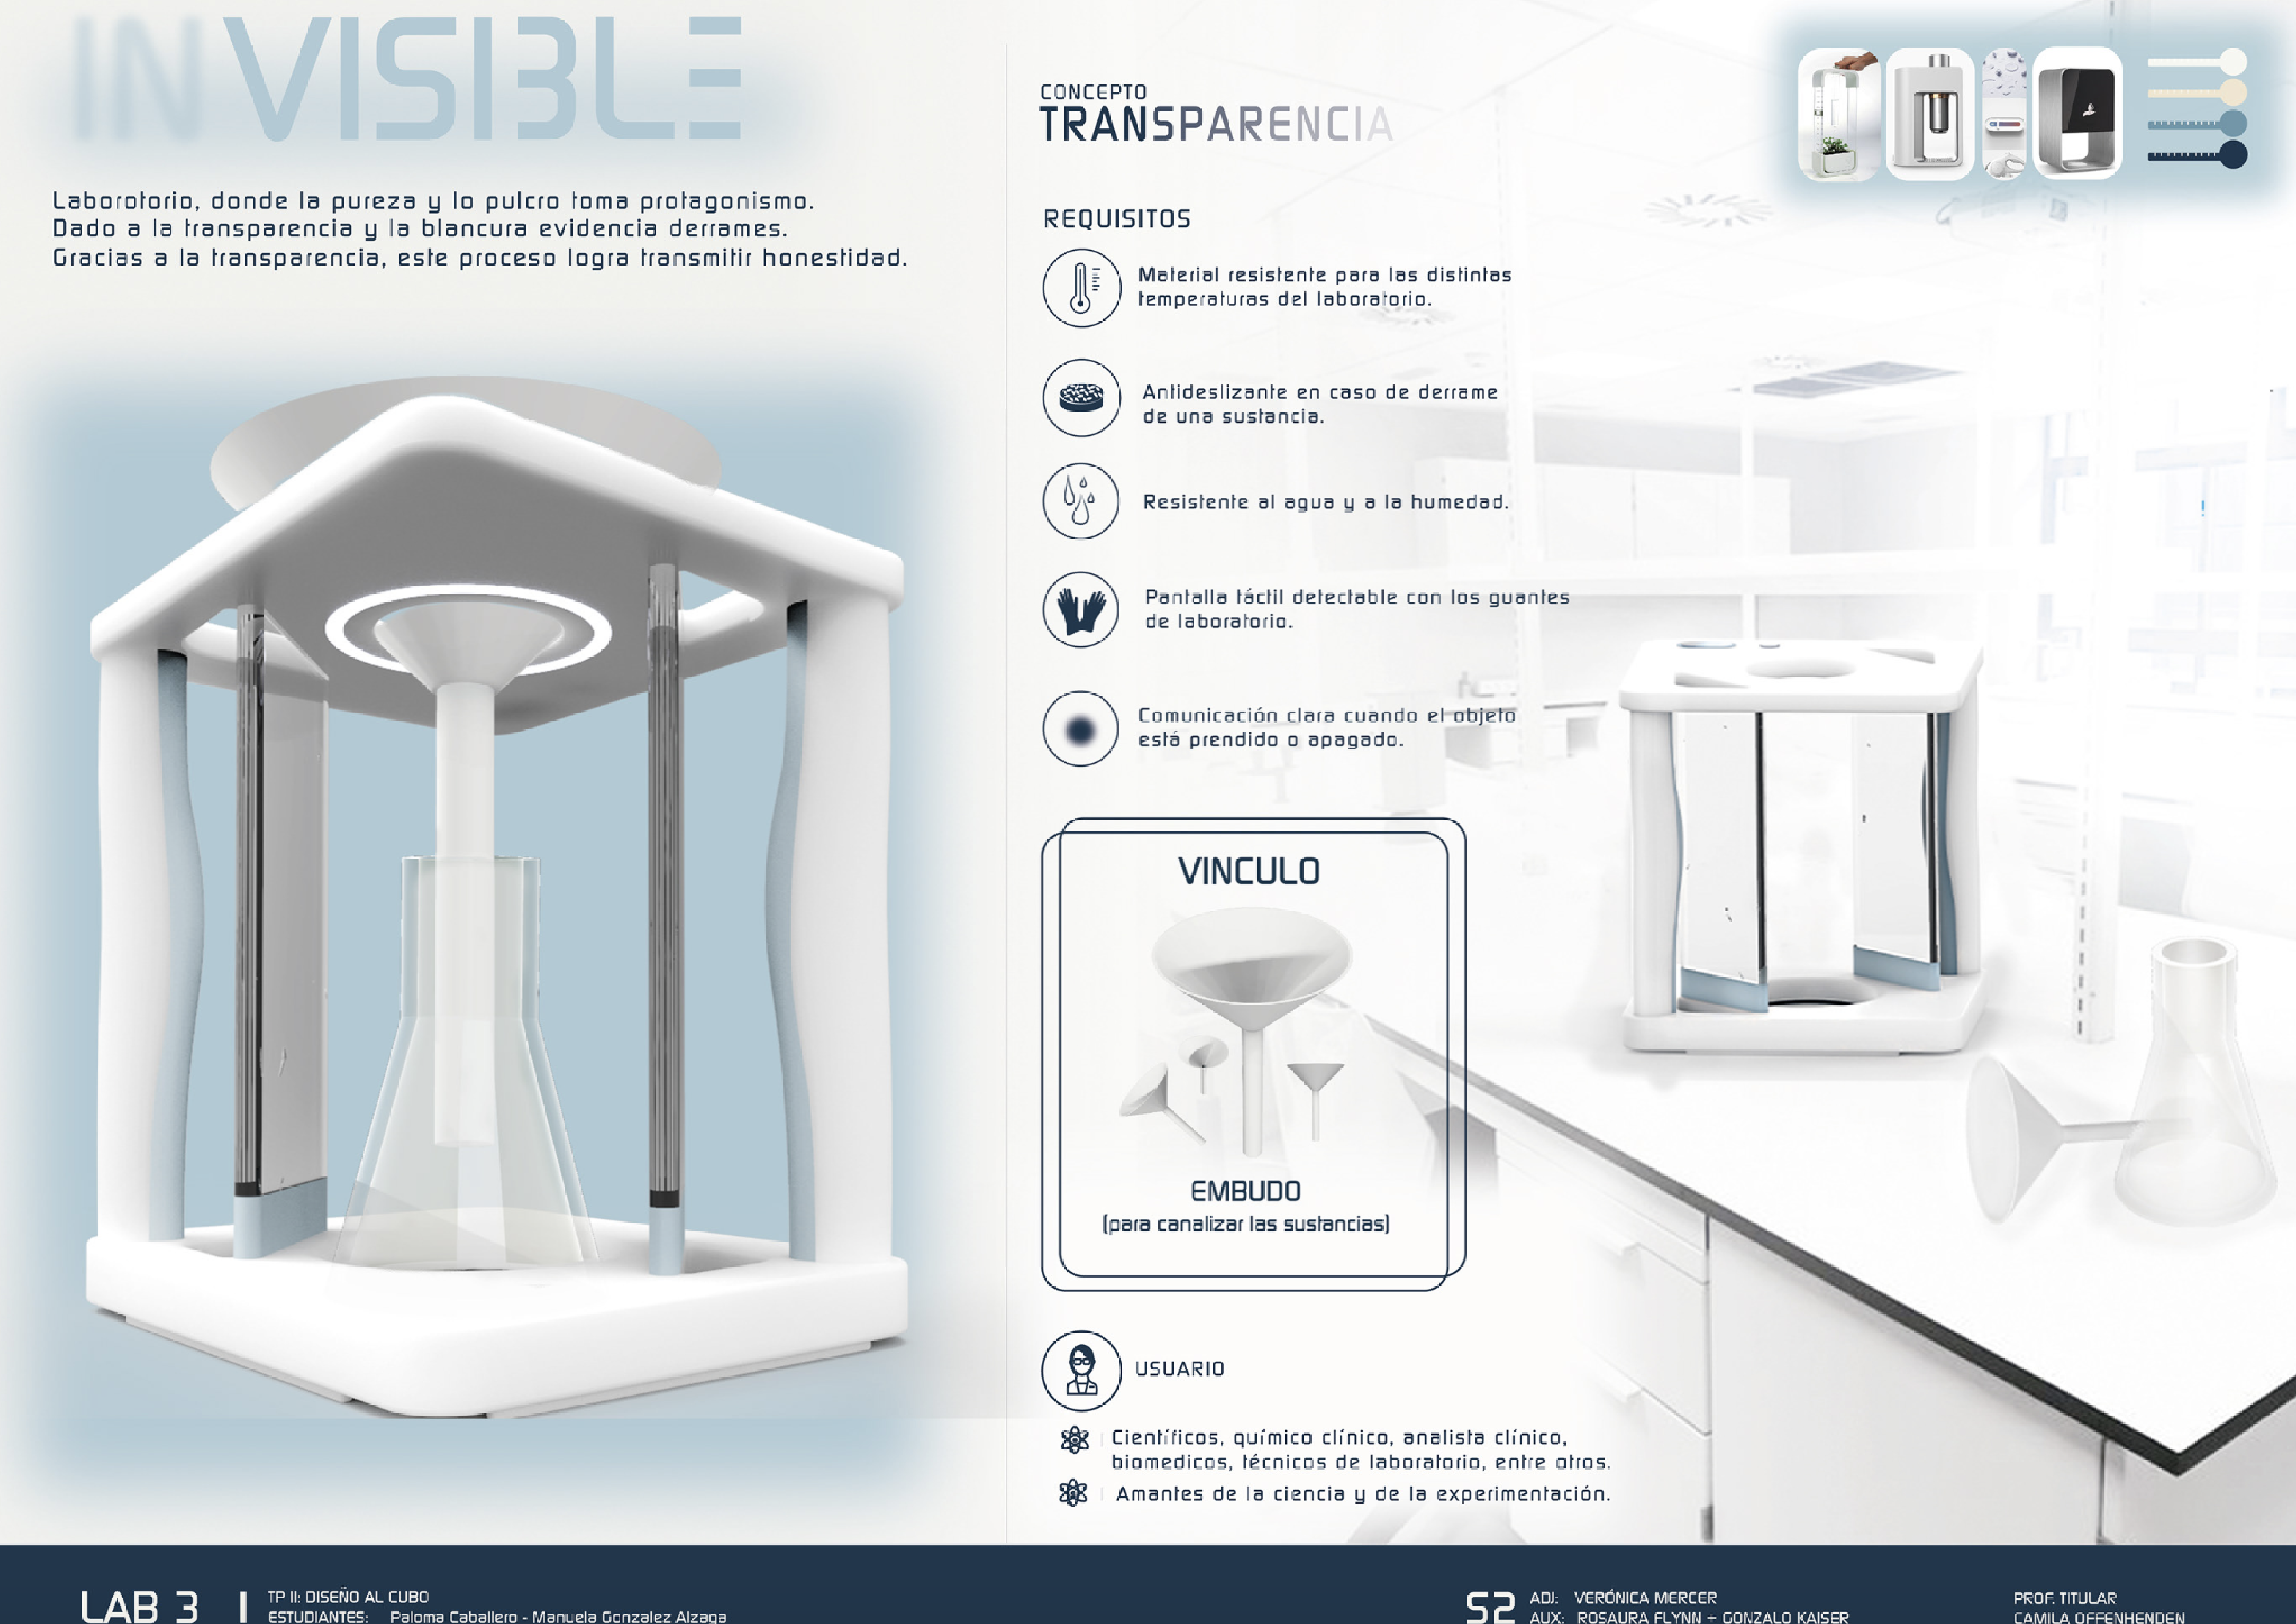 INVISIBLE
Laboratorio, donde la pureza y lo pulcro toma protagonismo.
Dado a la transparencia y la blancura evidencia derrames.
Gracias a la transparencia, este proceso logra transmitir honestidad.
CONCEPTO
TRANSPARENCIA
REQUISITOS
Material resistente para las distintas
temperaturas del laboratorio.
Antideslizante en caso de derrame
de una sustancia.
Resistente al agua y a la humedad.
Pantalla táctil detectable con los guantes
de laboratorio.
Comunicación clara cuando el objeto
está prendido o apagado.
VINCULO
EMBUDO
(para canalizar las sustancias)
USUARIO
Científicos, químico clínico, analista clínico,
biomedicos, técnicos de laboratorio, entre otros.
Amantes de la ciencia y de la experimentación.
LAB 3
TP II: DISEÑO AL CUBO
ESTUDIANTES: Paloma Caballero - Manuela Gonzalez Alzaga
S2
ADJ: VERÓNICA MERCER
AUX: ROSAURA FLYNN + GONZALO KAISER
PROF. TITULAR
CAMILA OFFENHENDEN